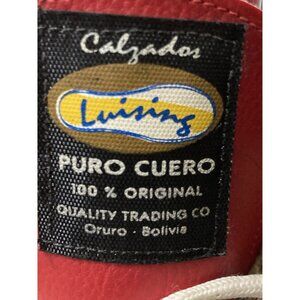 Calzados
Luising
PURO CUERO
100 % ORIGINAL
QUALITY TRADING CO
Oruro - Bolivia